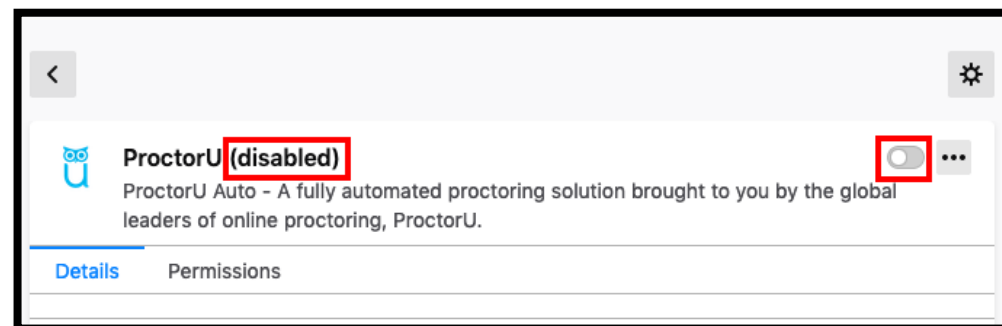 ProctorU (disabled)
ProctorU Auto - A fully automated proctoring solution brought to you by the global
leaders of online proctoring, ProctorU.
Details Permissions